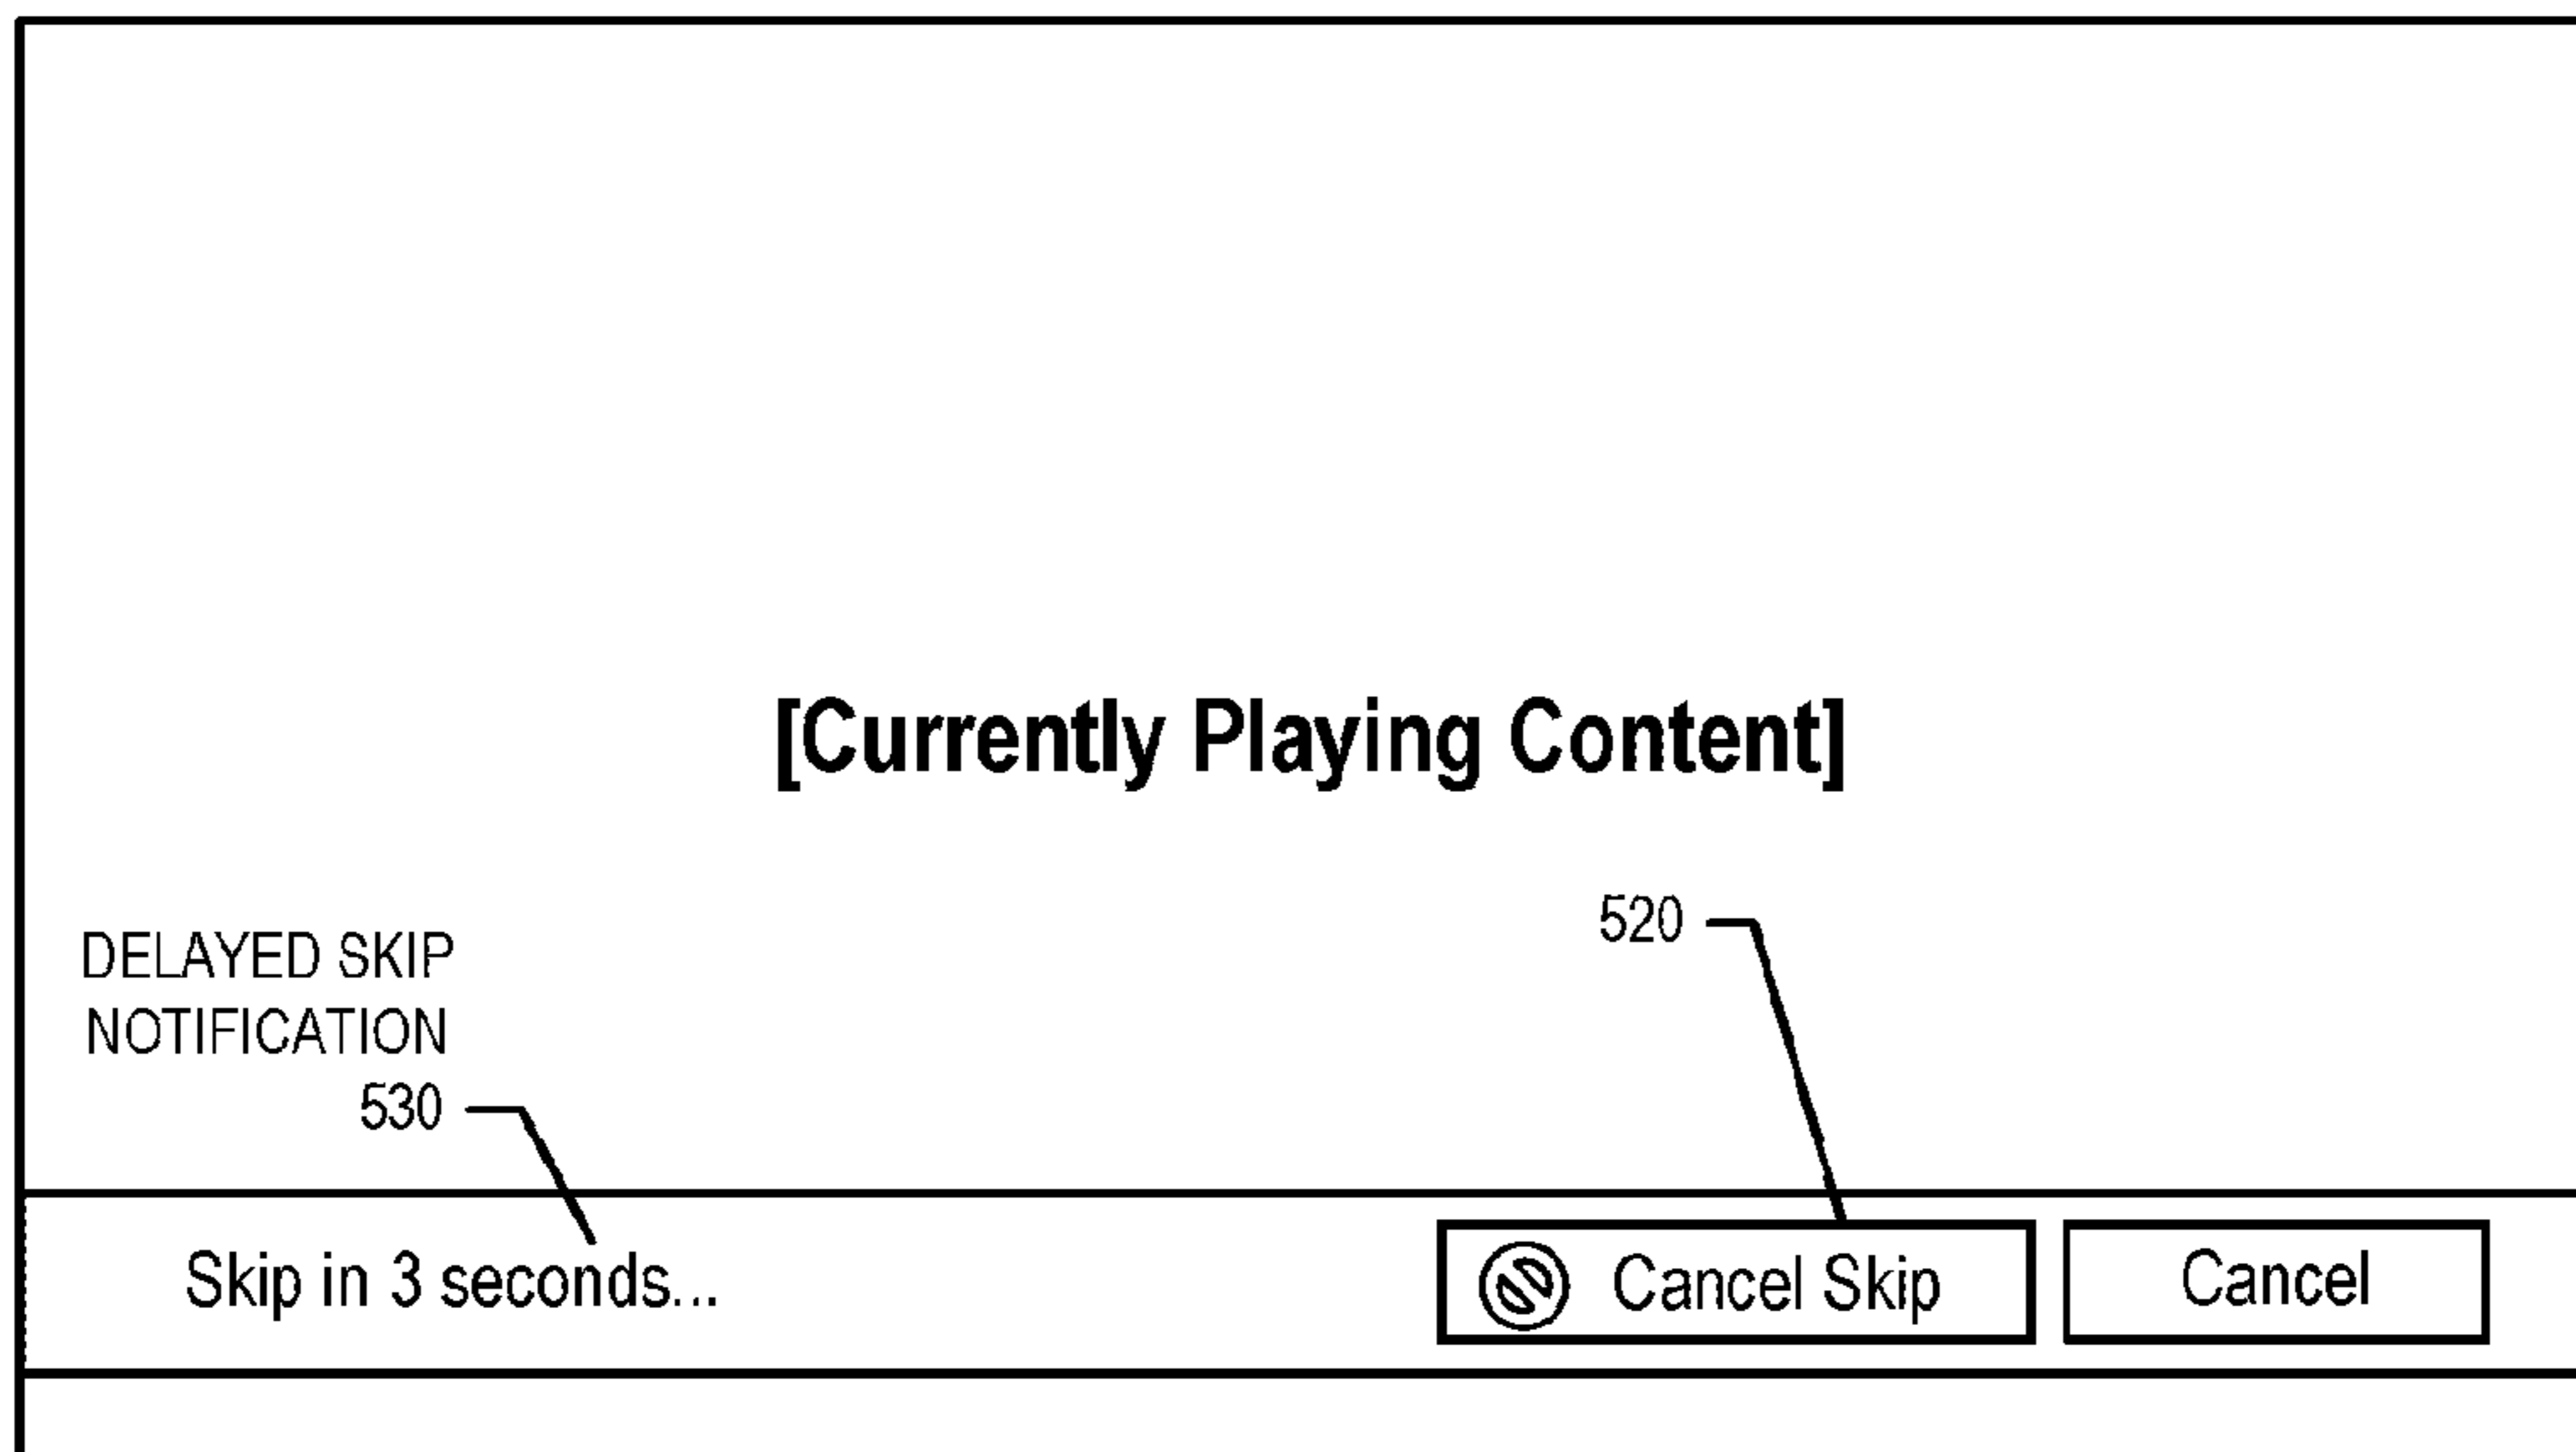 [Currently Playing Content]
520
DELAYED SKIP
NOTIFICATION
530
Skip in 3 seconds...
Cancel Skip
Cancel